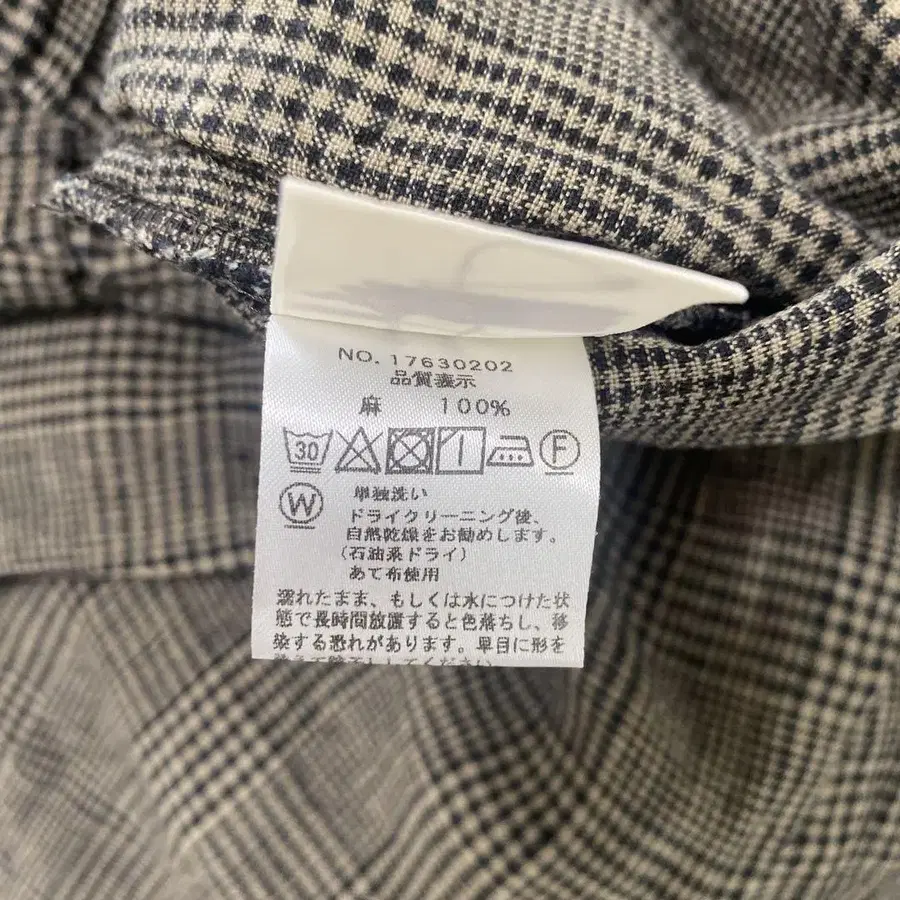 NO. 17630202
品質表示
麻 100%
30 F
W 単独洗い
ドライクリーニング後、
自然乾燥をお勧めします。
（石油系ドライ）
あて布使用
濡れたまま、もしくは水につけた状
態で長時間放置すると色落ちし、移
染する恐れがあります。早目に形を